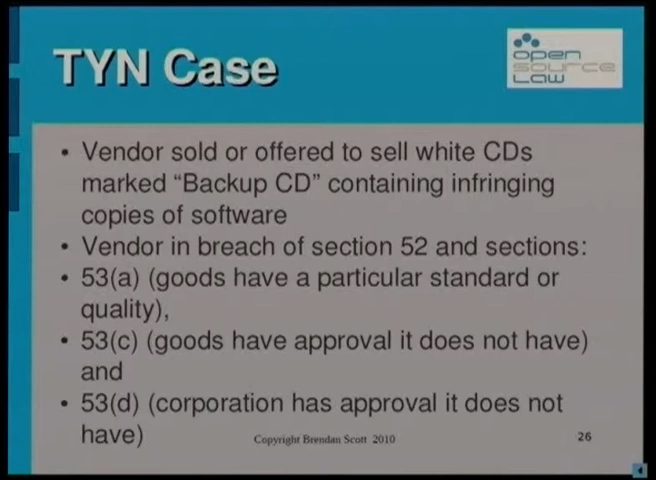 TYN Case
open
source
Law
• Vendor sold or offered to sell white CDs
marked “Backup CD” containing infringing
copies of software
• Vendor in breach of section 52 and sections:
• 53(a) (goods have a particular standard or
quality),
• 53(c) (goods have approval it does not have)
and
• 53(d) (corporation has approval it does not
have)
Copyright Brendan Scott 2010
26